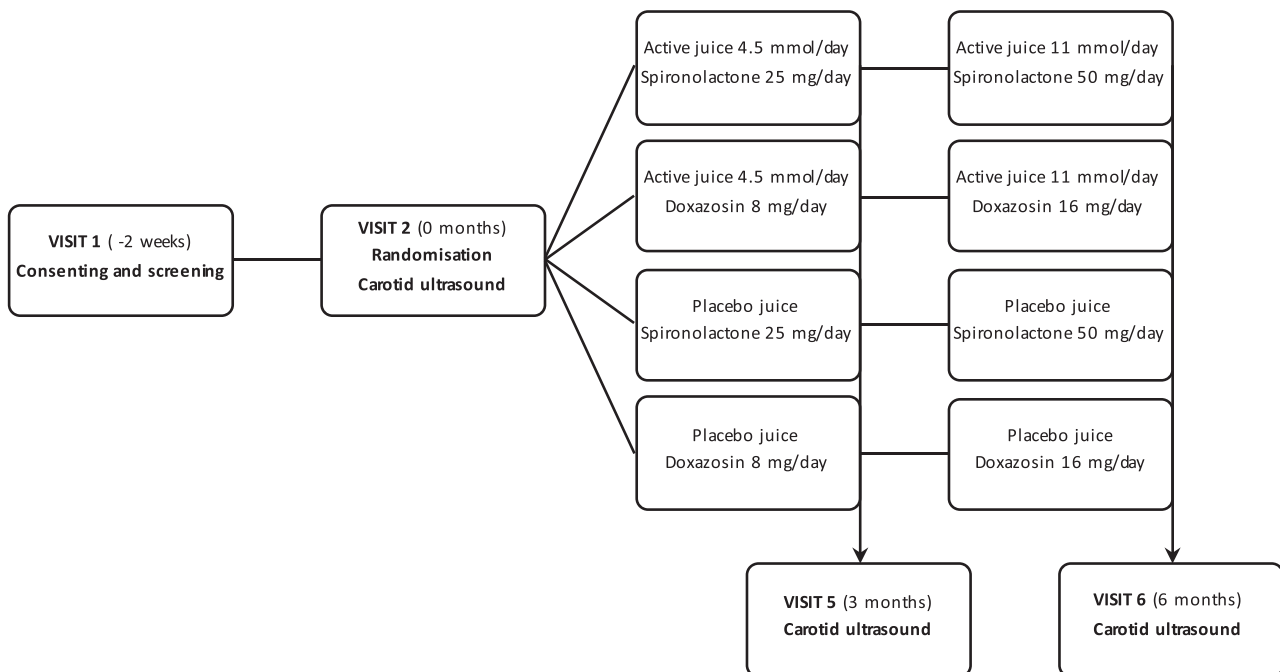 VISIT 1 ( -2 weeks)
Consenting and screening
VISIT 2 (0 months)
Randomisation
Carotid ultrasound
Active juice 4.5 mmol/day
Spironolactone 25 mg/day
Active juice 11 mmol/day
Spironolactone 50 mg/day
Active juice 4.5 mmol/day
Doxazosin 8 mg/day
Active juice 11 mmol/day
Doxazosin 16 mg/day
Placebo juice
Spironolactone 25 mg/day
Placebo juice
Spironolactone 50 mg/day
Placebo juice
Doxazosin 8 mg/day
Placebo juice
Doxazosin 16 mg/day
VISIT 5 (3 months)
Carotid ultrasound
VISIT 6 (6 months)
Carotid ultrasound